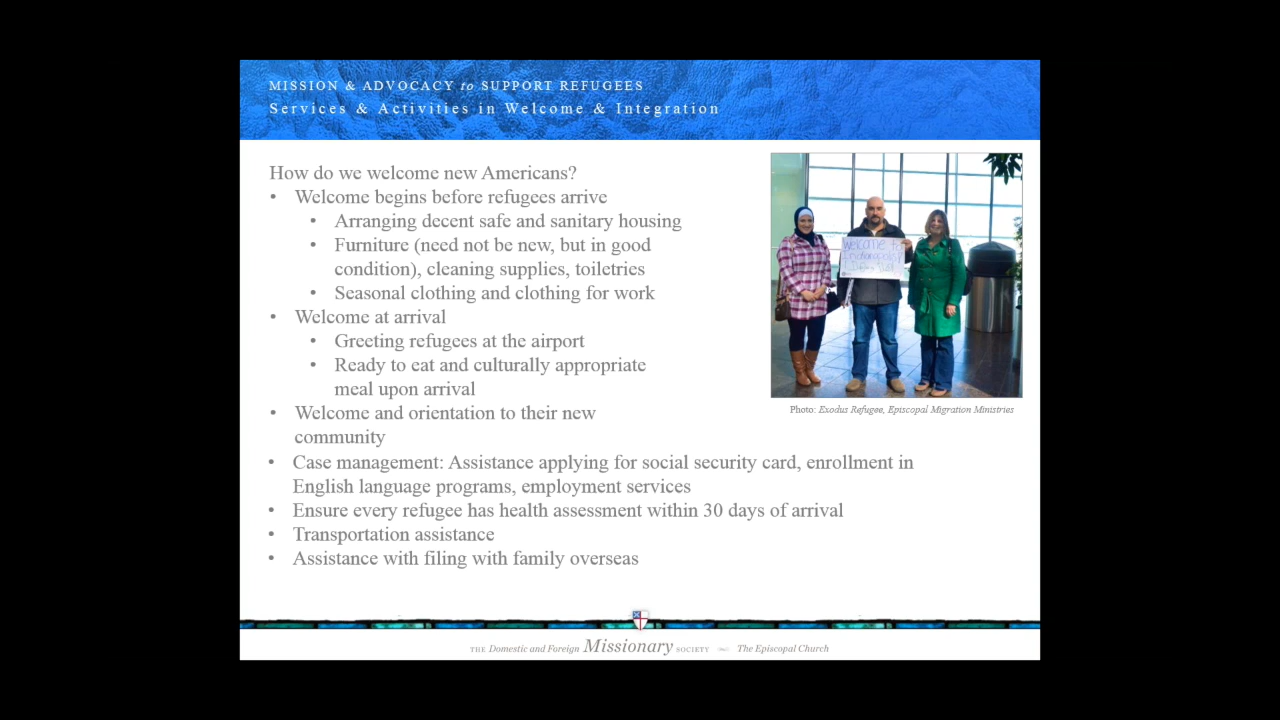 MISSION & ADVOCACY to SUPPORT REFUGEES
Services & Activities in Welcome & Integration
How do we welcome new Americans?
• Welcome begins before refugees arrive
• Arranging decent safe and sanitary housing
• Furniture (need not be new, but in good
condition), cleaning supplies, toiletries
• Seasonal clothing and clothing for work
• Welcome at arrival
• Greeting refugees at the airport
• Ready to eat and culturally appropriate
meal upon arrival
• Welcome and orientation to their new
community
• Case management: Assistance applying for social security card, enrollment in
English language programs, employment services
• Ensure every refugee has health assessment within 30 days of arrival
• Transportation assistance
• Assistance with filing with family overseas
Welcome to
Indianapolis
Photo: Exodus Refugee, Episcopal Migration Ministries
THE Domestic and Foreign Missionary SOCIETY The Episcopal Church